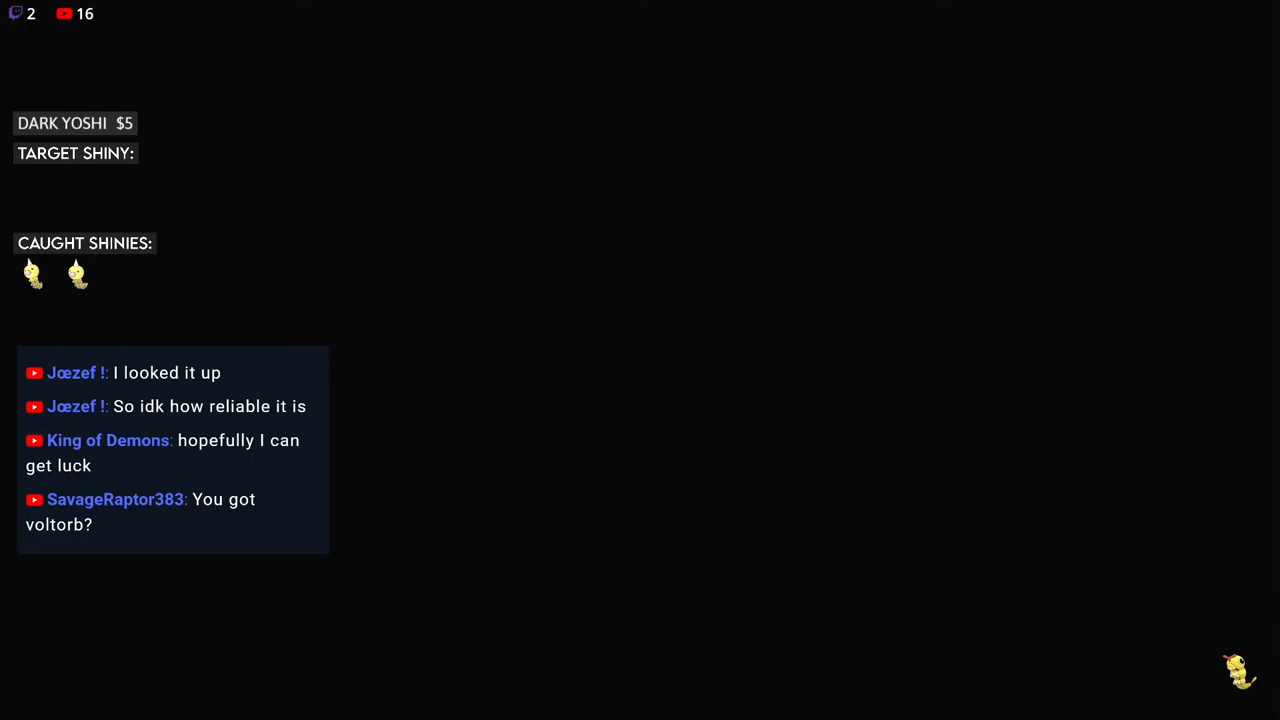 2 16
DARK YOSHI $5
TARGET SHINY:
CAUGHT SHINIES:
Jœzef !: I looked it up
Jœzef !: So idk how reliable it is
King of Demons: hopefully I can
get luck
SavageRaptor383: You got
voltorb?